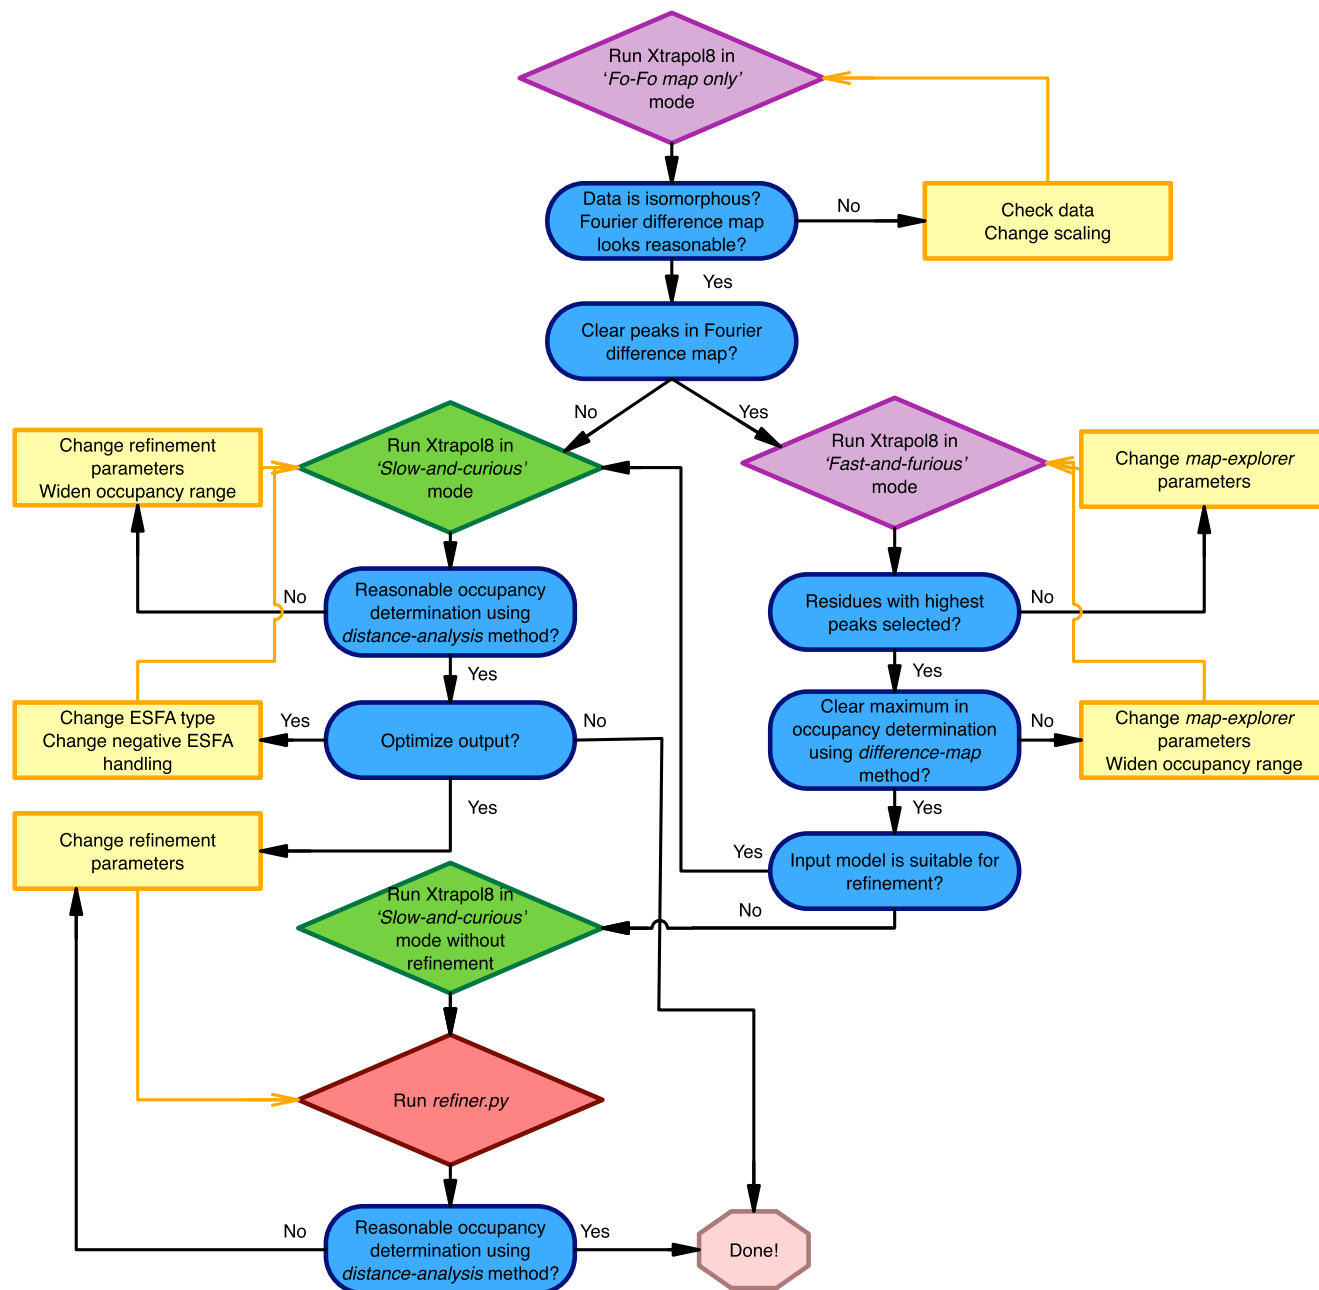 Run Xtrapol8 in
‘Fo-Fo map only’
mode
Data is isomorphous?
Fourier difference map
looks reasonable?
No
Check data
Change scaling
Yes
Clear peaks in Fourier
difference map?
No
Yes
Change refinement
parameters
Widen occupancy range
Run Xtrapol8 in
‘Slow-and-curious’
mode
Run Xtrapol8 in
‘Fast-and-furious’
mode
Change map-explorer
parameters
No
Reasonable occupancy
determination using
distance-analysis method?
Residues with highest
peaks selected?
No
Yes
Yes
Change ESFA type
Change negative ESFA
handling
Yes
Optimize output?
No
Clear maximum in
occupancy determination
using difference-map
method?
No
Change map-explorer
parameters
Widen occupancy range
Yes
Yes
Change refinement
parameters
Yes
Input model is suitable for
refinement?
Run Xtrapol8 in
‘Slow-and-curious’
mode without
refinement
No
Run refiner.py
No
Reasonable occupancy
determination using
distance-analysis method?
Yes
Done!